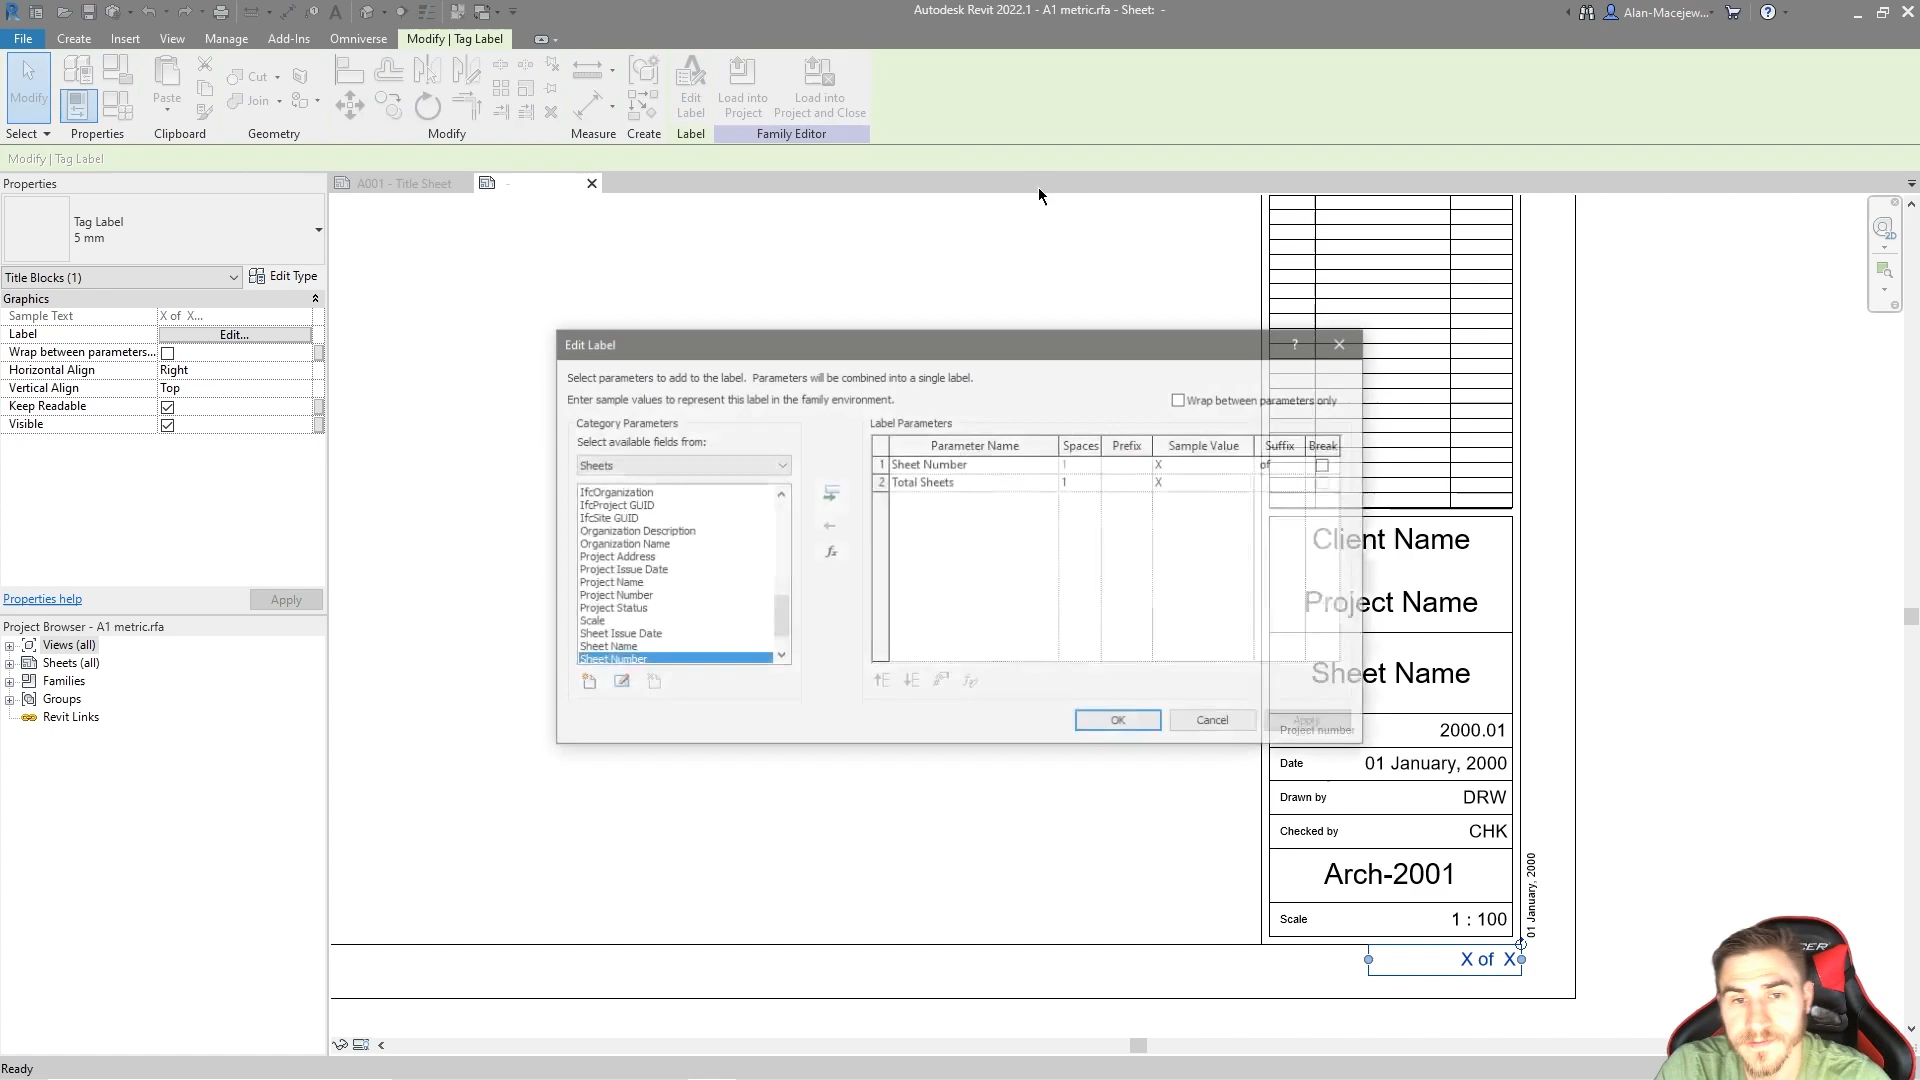 Autodesk Revit 2022.1 - A1 metric.rfa - Sheet:  -
Alan-Macejew...
File
Create
Insert
View
Manage
Add-Ins
Omniverse
Modify | Tag Label
Modify
Paste
Cut
Join
Edit Label
Load into Project
Load into Project and Close
Select
Properties
Clipboard
Geometry
Modify
Measure
Create
Label
Family Editor
Modify | Tag Label
Properties
A001 - Title Sheet
-
Tag Label
5 mm
Title Blocks (1)
Edit Type
Graphics
Sample Text
X of  X...
Label
Edit...
Wrap between parameters...
Horizontal Align
Right
Vertical Align
Top
Keep Readable
Visible
Properties help
Apply
Project Browser - A1 metric.rfa
Views (all)
Sheets (all)
Families
Groups
Revit Links
Edit Label
Select parameters to add to the label.  Parameters will be combined into a single label.
Enter sample values to represent this label in the family environment.
Wrap between parameters only
Category Parameters
Select available fields from:
Sheets
IfcOrganization
IfcProject GUID
IfcSite GUID
Organization Description
Organization Name
Project Address
Project Issue Date
Project Name
Project Number
Project Status
Scale
Sheet Issue Date
Sheet Name
Sheet Number
Label Parameters
Parameter Name Spaces Prefix Sample Value Suffix Break
1 Sheet Number 1 X of
2 Total Sheets 1 X
OK
Cancel
Apply
Client Name
Project Name
Sheet Name
Project number
2000.01
Date
01 January, 2000
Drawn by
DRW
Checked by
CHK
Arch-2001
Scale
1 : 100
01 January, 2000
X of  X
Ready